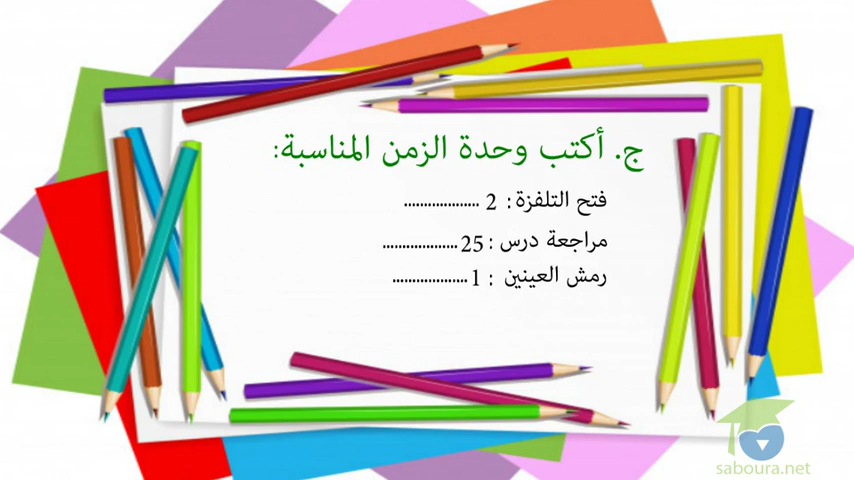 ج. أكتب وحدة الزمن المناسبة:
فتح التلفزة: 2 ...................
مراجعة درس: 25...................
رمش العينين : 1...................
saboura.net